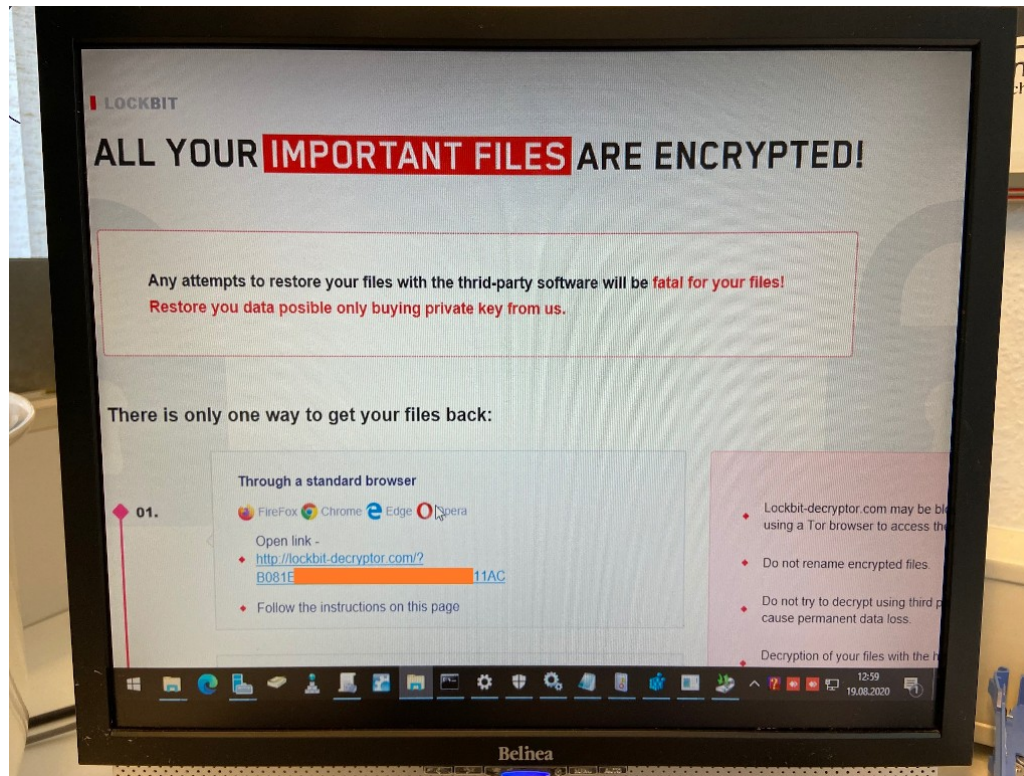 LOCKBIT
ALL YOUR IMPORTANT FILES ARE ENCRYPTED!
Any attempts to restore your files with the thrid-party software will be fatal for your files!
Restore you data posible only buying private key from us.
There is only one way to get your files back:
01.
Through a standard browser
FireFox Chrome Edge Opera
Open link -
http://lockbit-decryptor.com/?
B081E 11AC
Follow the instructions on this page
Lockbit-decryptor.com may be
using a Tor browser to access
Do not rename encrypted files.
Do not try to decrypt using third
cause permanent data loss.
Decryption of your files with the
12:59
19.08.2020
Belinea